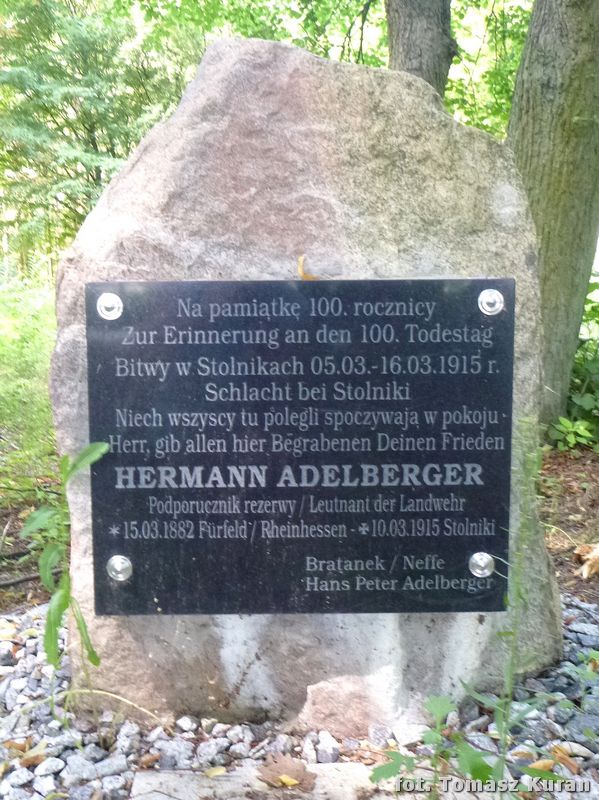 Na pamiątkę 100. rocznicy
Zur Erinnerung an den 100. Todestag
Bitwy w Stolnikach 05.03.-16.03.1915 r.
Schlacht bei Stolniki
Niech wszyscy tu polegli spoczywają w pokoju
Herr, gib allen hier Begrabenen Deinen Frieden
HERMANN ADELBERGER
Podporucznik rezerwy / Leutnant der Landwehr
*15.03.1882 Fürfeld / Rheinhessen - ✠10.03.1915 Stolniki
Bratanek / Neffe
Hans Peter Adelberger
fot. Tomasz Kuran